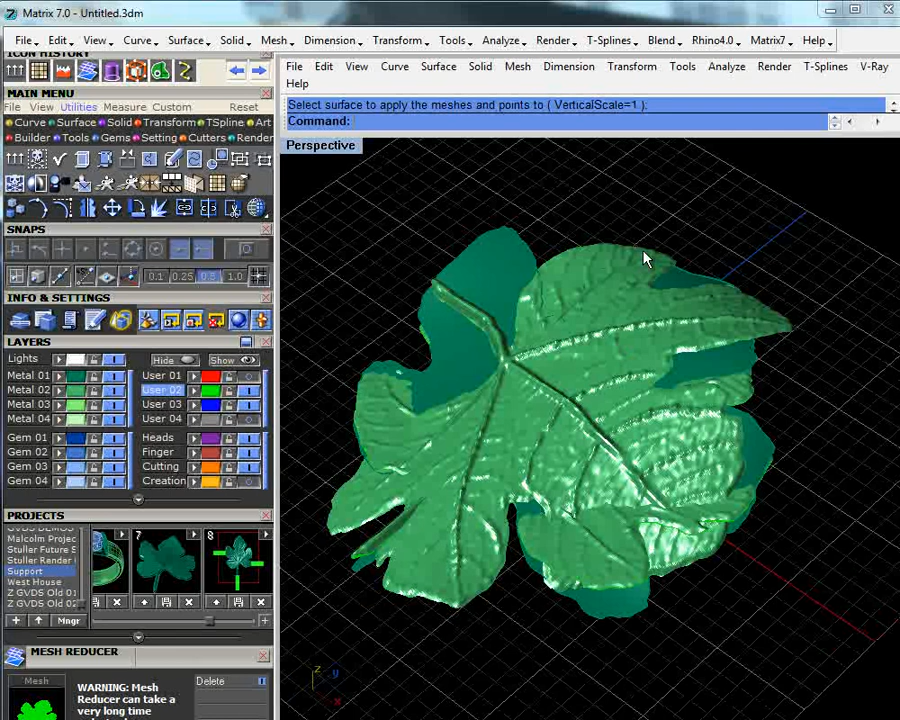 Matrix 7.0 - Untitled.3dm
File Edit View Curve Surface Solid Mesh Dimension Transform Tools Analyze Render T-Splines Blend Rhino4.0 Matrix7 Help
ICON HISTORY
File Edit View Curve Surface Solid Mesh Dimension Transform Tools Analyze Render T-Splines V-Ray
Help
MAIN MENU
File View Utilities Measure Custom Reset
Curve Surface Solid Transform TSpline Art
Builder Tools Gems Setting Cutters Render
Select surface to apply the meshes and points to ( VerticalScale=1 ):
Command:
Perspective
SNAPS
0.1 0.25 0.5 1.0
INFO & SETTINGS
LAYERS
Lights Hide Show
Metal 01 User 01
Metal 02 User 02
Metal 03 User 03
Metal 04 User 04
Gem 01 Heads
Gem 02 Finger
Gem 03 Cutting
Gem 04 Creation
PROJECTS
GVDS DEMOS
Malcolm Projec
Stuller Future S
Stuller Render
Support
West House
Z GVDS Old 01
Z GVDS Old 02
7 8
Mngr
MESH REDUCER
Mesh
Delete
WARNING: Mesh
Reducer can take a
very long time
z y x